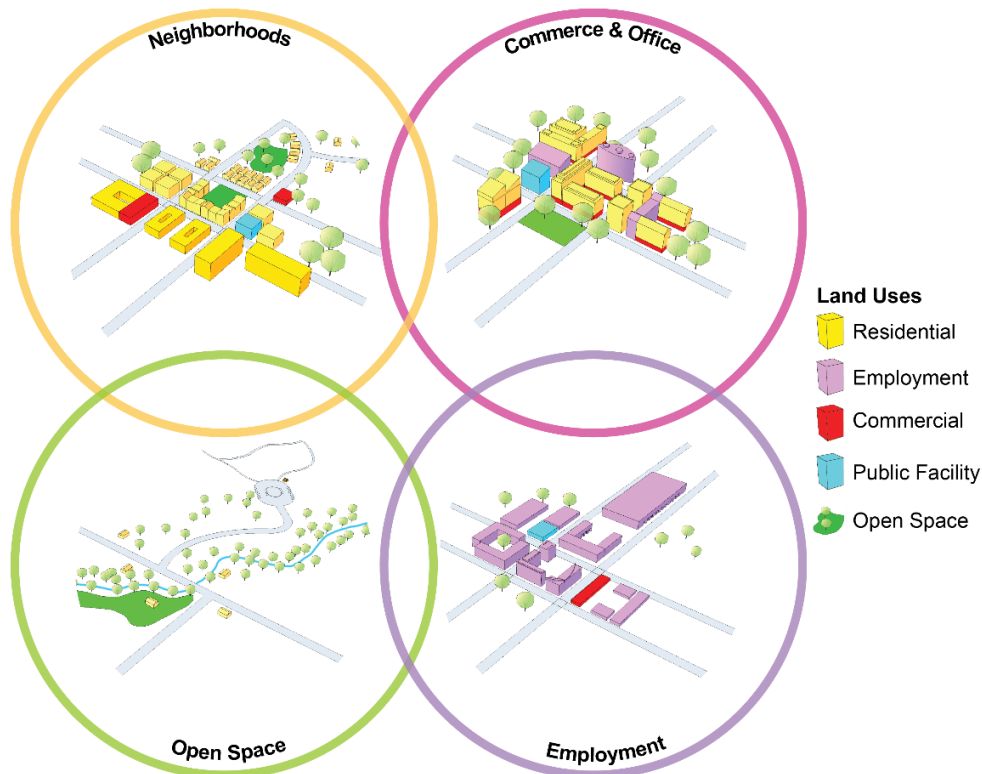 Neighborhoods
Commerce & Office
Land Uses
Residential
Employment
Commercial
Public Facility
Open Space
Open Space
Employment